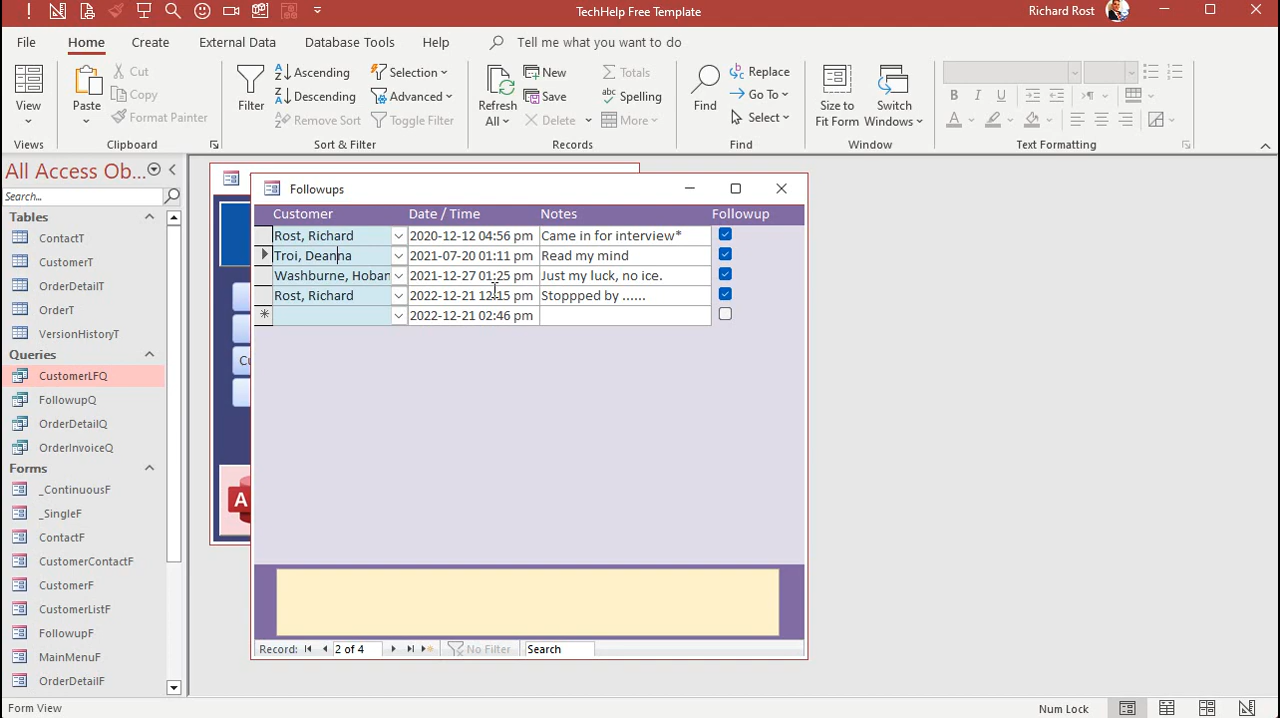 TechHelp Free Template
Richard Rost
File Home Create External Data Database Tools Help Tell me what you want to do
View
Views
Paste
Cut
Copy
Format Painter
Clipboard
Filter
Ascending
Descending
Remove Sort
Selection
Advanced
Toggle Filter
Sort & Filter
Refresh
All
New
Save
Delete
Totals
Spelling
More
Records
Find
Replace
Go To
Select
Find
Size to
Fit Form
Switch
Windows
Window
B I U
A
Text Formatting
All Access Ob...
Search...
Tables
ContactT
CustomerT
OrderDetailT
OrderT
VersionHistoryT
Queries
CustomerLFQ
FollowupQ
OrderDetailQ
OrderInvoiceQ
Forms
_ContinuousF
_SingleF
ContactF
CustomerContactF
CustomerF
CustomerListF
FollowupF
MainMenuF
OrderDetailF
Cu
A
Followups
Customer Date / Time Notes Followup
Rost, Richard 2020-12-12 04:56 pm Came in for interview*
Troi, Deanna 2021-07-20 01:11 pm Read my mind
Washburne, Hoban 2021-12-27 01:25 pm Just my luck, no ice.
Rost, Richard 2022-12-21 12:15 pm Stoppped by ......
* 2022-12-21 02:46 pm
Record: 2 of 4 No Filter Search
Form View
Num Lock